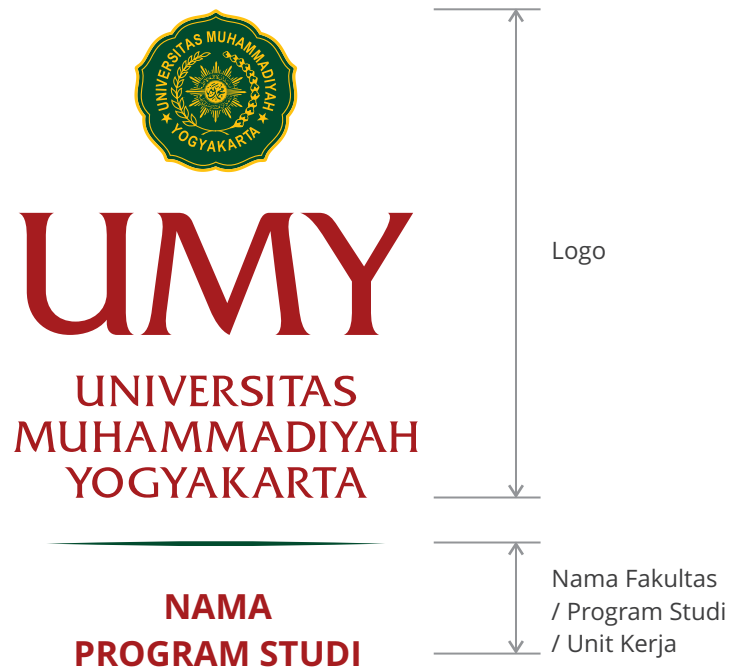 UNIVERSITAS MUHAMMADIYAH
YOGYAKARTA
UMY
UNIVERSITAS
MUHAMMADIYAH
YOGYAKARTA
NAMA
PROGRAM STUDI
Logo
Nama Fakultas
/ Program Studi
/ Unit Kerja